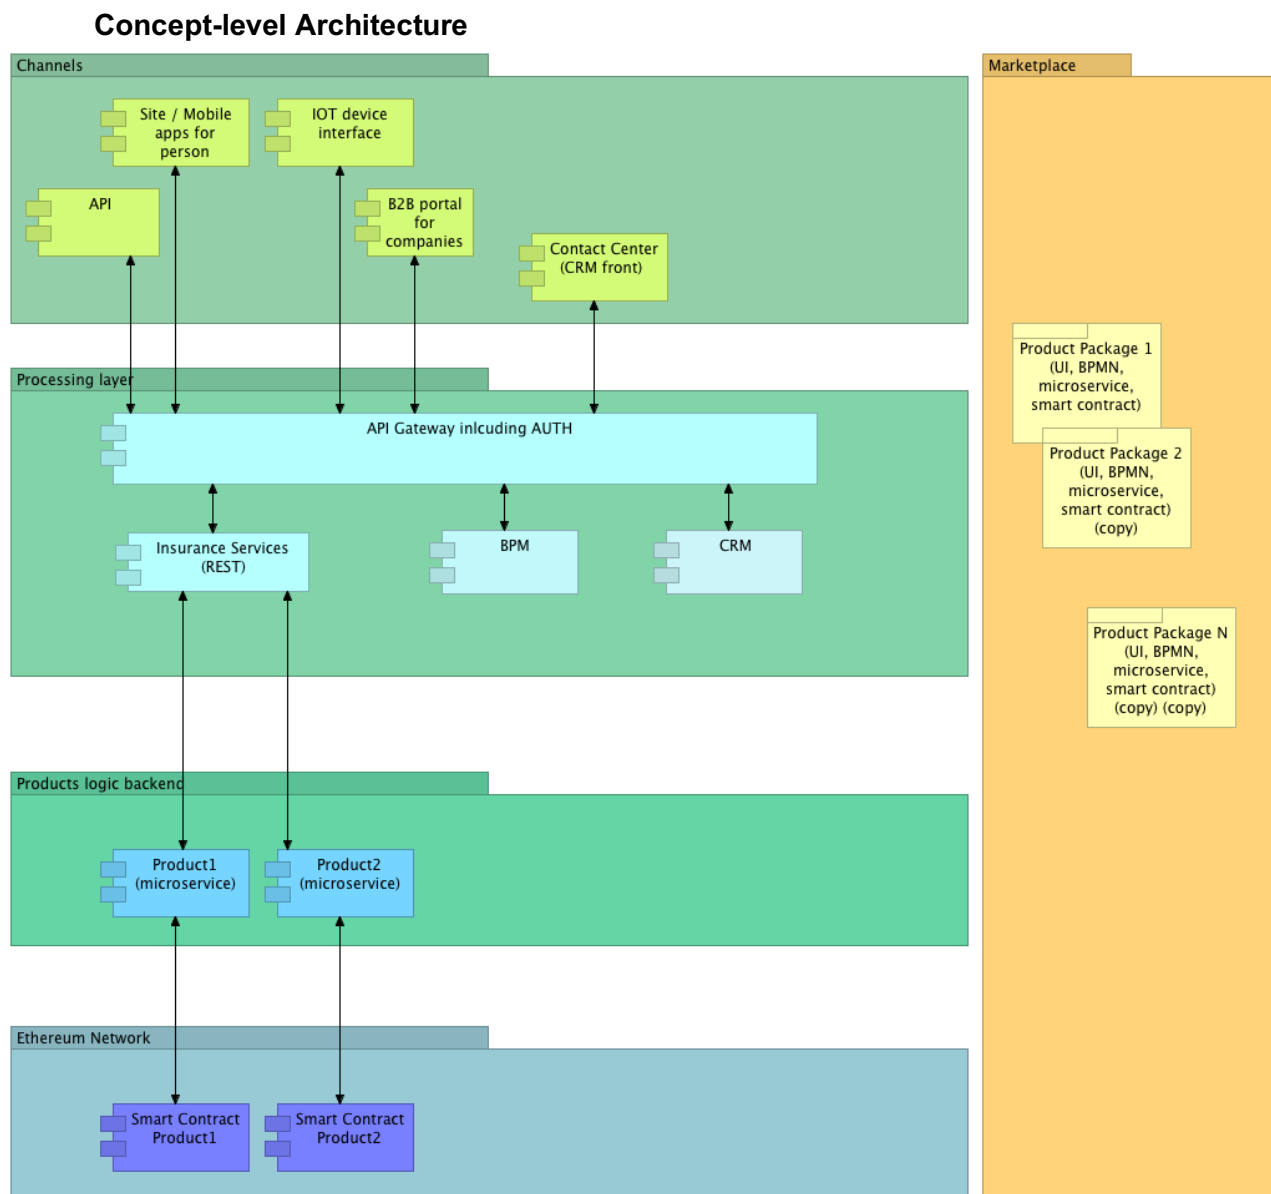 Concept-level Architecture
Channels
Marketplace
Site / Mobile
apps for
person
IOT device
interface
API
B2B portal
for
companies
Contact Center
(CRM front)
Product Package 1
(UI, BPMN,
microservice,
smart contract)
Processing layer
API Gateway inlcuding AUTH
Product Package 2
(UI, BPMN,
microservice,
smart contract)
(copy)
Insurance Services
(REST)
BPM
CRM
Product Package N
(UI, BPMN,
microservice,
smart contract)
(copy) (copy)
Products logic backend
Product1
(microservice)
Product2
(microservice)
Ethereum Network
Smart Contract
Product1
Smart Contract
Product2